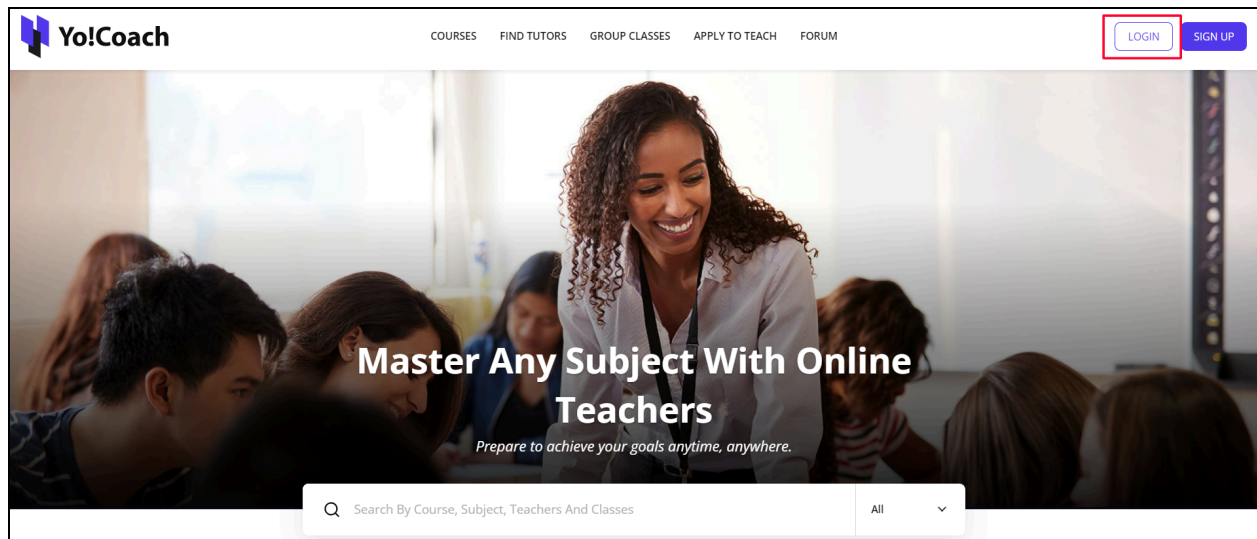 Yo!Coach
COURSES FIND TUTORS GROUP CLASSES APPLY TO TEACH FORUM
LOGIN SIGN UP
Master Any Subject With Online
Teachers
Prepare to achieve your goals anytime, anywhere.
Search By Course, Subject, Teachers And Classes All